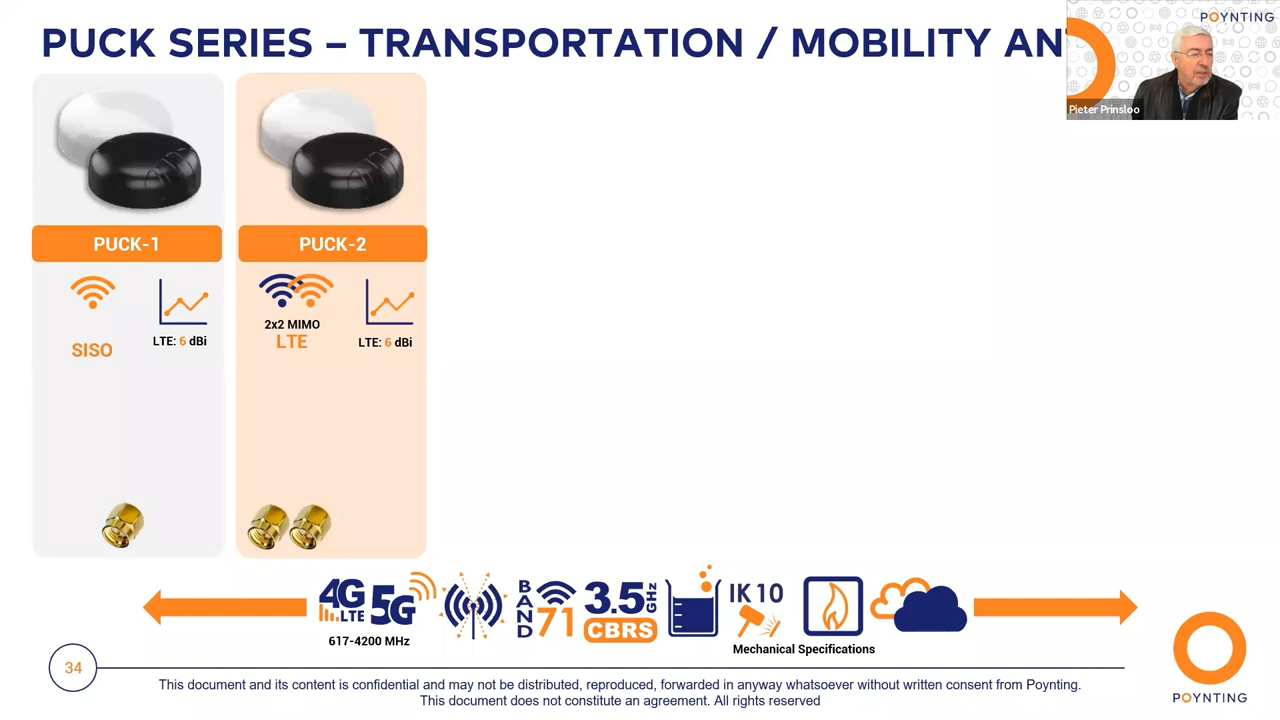 PUCK SERIES – TRANSPORTATION / MOBILITY AN
POYNTING
Pieter Prinsloo
PUCK-1
PUCK-2
SISO
LTE: 6 dBi
2x2 MIMO
LTE
LTE: 6 dBi
4G
LTE
5G
617-4200 MHz
BAND
71
3.5
GHz
CBRS
IK10
Mechanical Specifications
34
This document and its content is confidential and may not be distributed, reproduced, forwarded in anyway whatsoever without written consent from Poynting.
This document does not constitute an agreement. All rights reserved
POYNTING